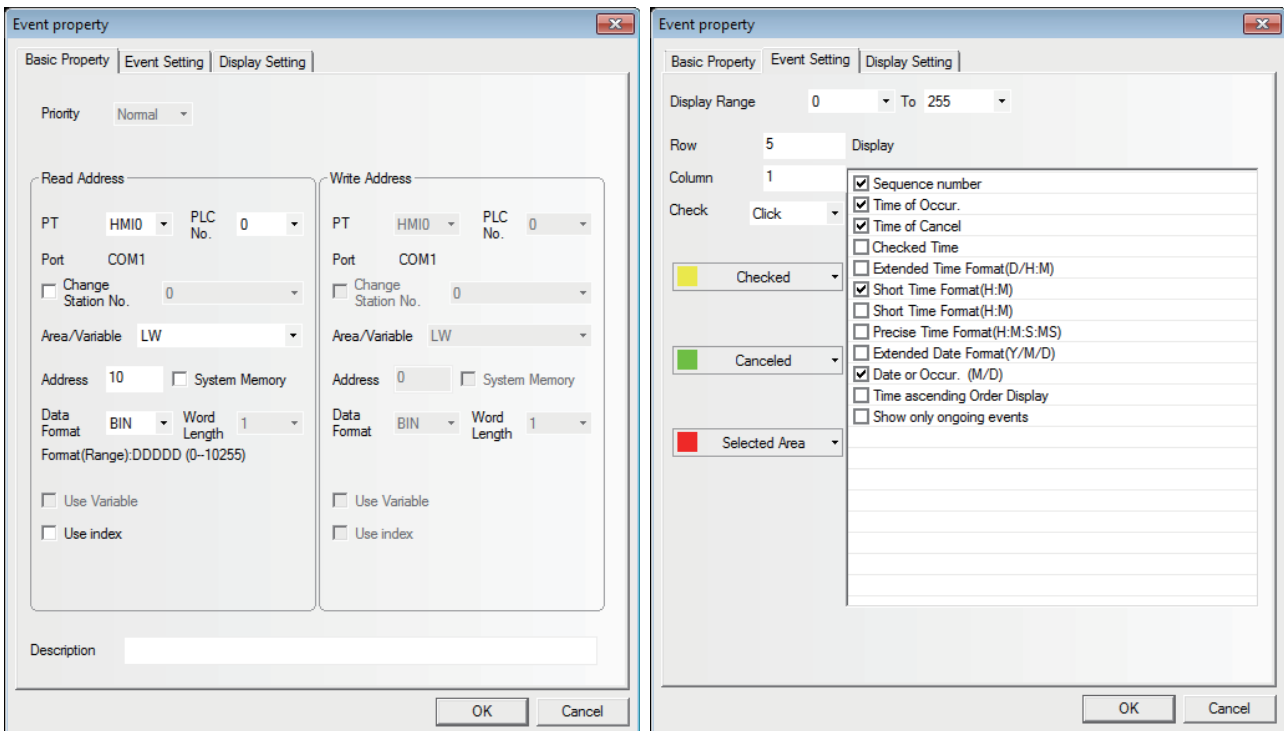 Event property
Basic Property Event Setting Display Setting
Priority Normal
Read Address
PT HMI0 PLC No. 0
Port COM1
Change Station No. 0
Area/Variable LW
Address 10 System Memory
Data Format BIN Word Length 1
Format(Range):DDDDD (0--10255)
Use Variable
Use index
Write Address
PT HMI0 PLC No. 0
Port COM1
Change Station No. 0
Area/Variable LW
Address 0 System Memory
Data Format BIN Word Length 1
Use Variable
Use index
Description
OK Cancel
Event property
Basic Property Event Setting Display Setting
Display Range 0 To 255
Row 5
Column 1
Check Click
Checked
Canceled
Selected Area
Display
Sequence number
Time of Occur.
Time of Cancel
Checked Time
Extended Time Format(D/H:M)
Short Time Format(H:M)
Short Time Format(H:M)
Precise Time Format(H:M:S:MS)
Extended Date Format(Y/M/D)
Date or Occur. (M/D)
Time ascending Order Display
Show only ongoing events
OK Cancel